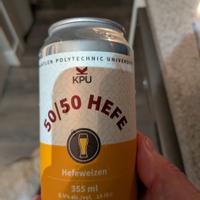 POLYTECHNIC UNIVERSITY
KPU
50/50 HEFE
Hefeweizen
355 ml